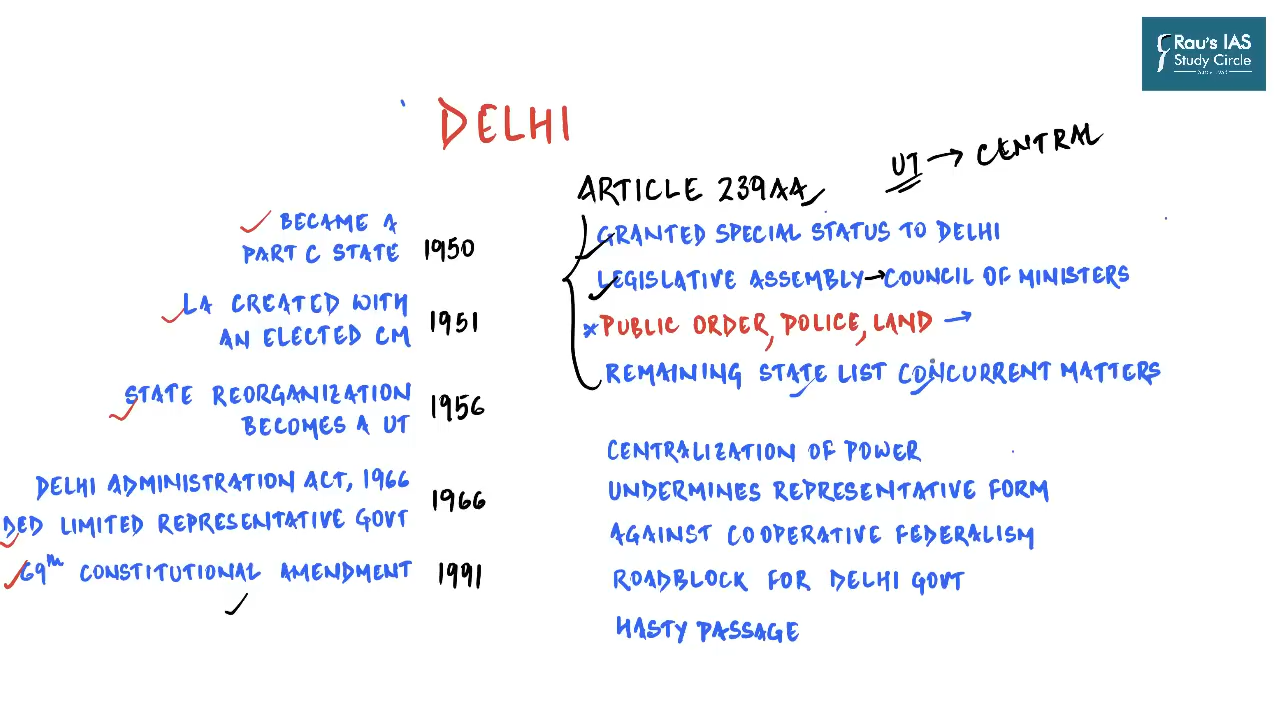 Rau's IAS
Study Circle
DELHI
UT → CENTRAL
BECAME A
PART C STATE 1950
LA CREATED WITH
AN ELECTED CM 1951
STATE REORGANIZATION
BECOMES A UT 1956
DELHI ADMINISTRATION ACT, 1966
DED LIMITED REPRESENTATIVE GOVT 1966
69th CONSTITUTIONAL AMENDMENT 1991
ARTICLE 239AA
GRANTED SPECIAL STATUS TO DELHI
LEGISLATIVE ASSEMBLY → COUNCIL OF MINISTERS
* PUBLIC ORDER, POLICE, LAND →
REMAINING STATE LIST CONCURRENT MATTERS
CENTRALIZATION OF POWER
UNDERMINES REPRESENTATIVE FORM
AGAINST COOPERATIVE FEDERALISM
ROADBLOCK FOR DELHI GOVT
HASTY PASSAGE